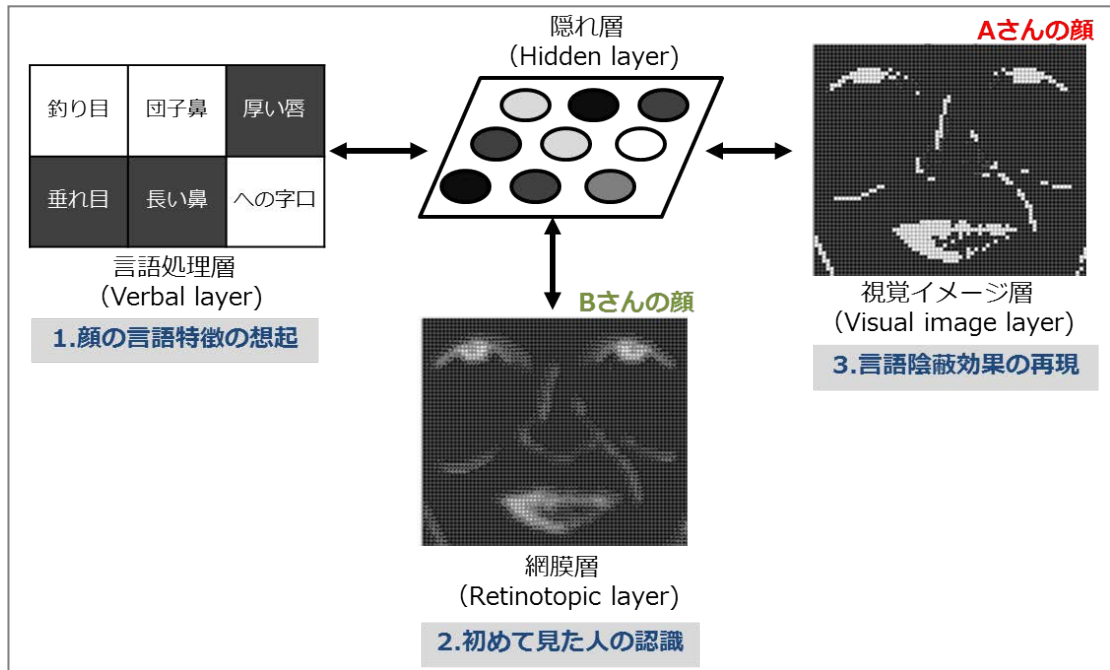 隠れ層
(Hidden layer)
Aさんの顔
釣り目
団子鼻
厚い唇
垂れ目
長い鼻
への字口
言語処理層
(Verbal layer)
1.顔の言語特徴の想起
Bさんの顔
網膜層
(Retinotopic layer)
2.初めて見た人の認識
視覚イメージ層
(Visual image layer)
3.言語陰蔽効果の再現